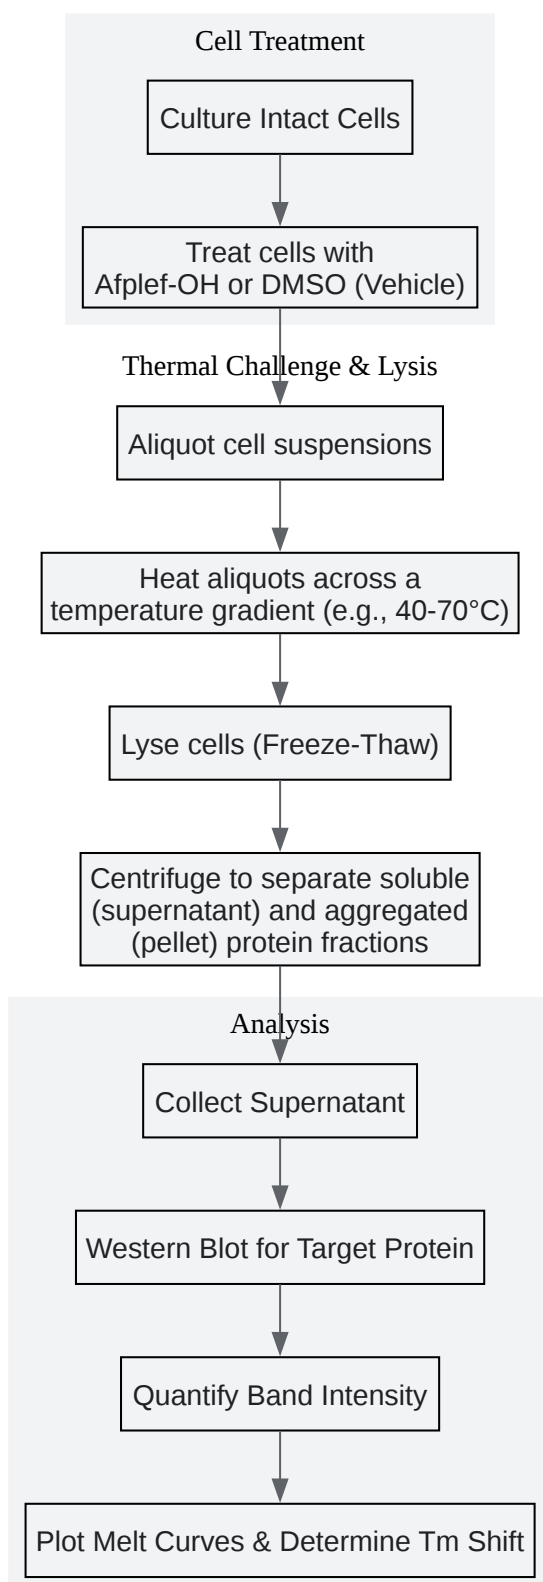 Cell Treatment
Culture Intact Cells
Treat cells with
Afplef-OH or DMSO (Vehicle)
Thermal Challenge & Lysis
Aliquot cell suspensions
Heat aliquots across a
temperature gradient (e.g., 40-70°C)
Lyse cells (Freeze-Thaw)
Centrifuge to separate soluble
(supernatant) and aggregated
(pellet) protein fractions
Analysis
Collect Supernatant
Western Blot for Target Protein
Quantify Band Intensity
Plot Melt Curves & Determine Tm Shift